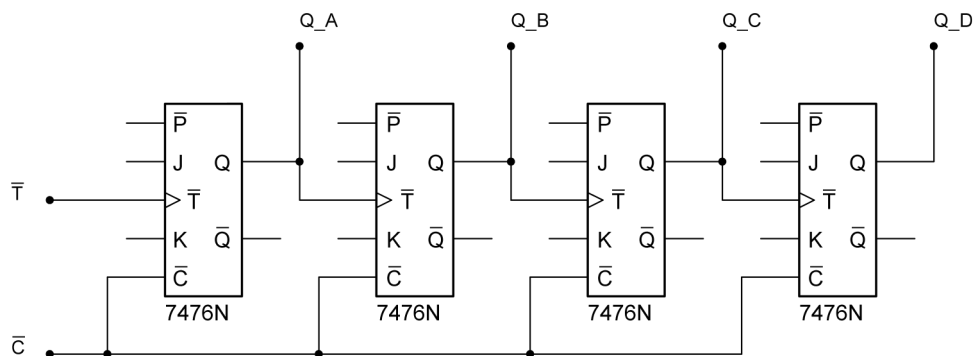 Q_A Q_B Q_C Q_D
P̅ P̅ P̅ P̅
J Q J Q J Q J Q
T̅ T̅ T̅ T̅ T̅
K Q̅ K Q̅ K Q̅ K Q̅
C̅ C̅ C̅ C̅
7476N 7476N 7476N 7476N
C̅